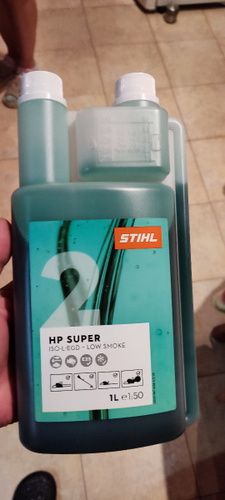 STIHL
2
HP SUPER
ISO-L-EGD - LOW SMOKE
1L e 1:50